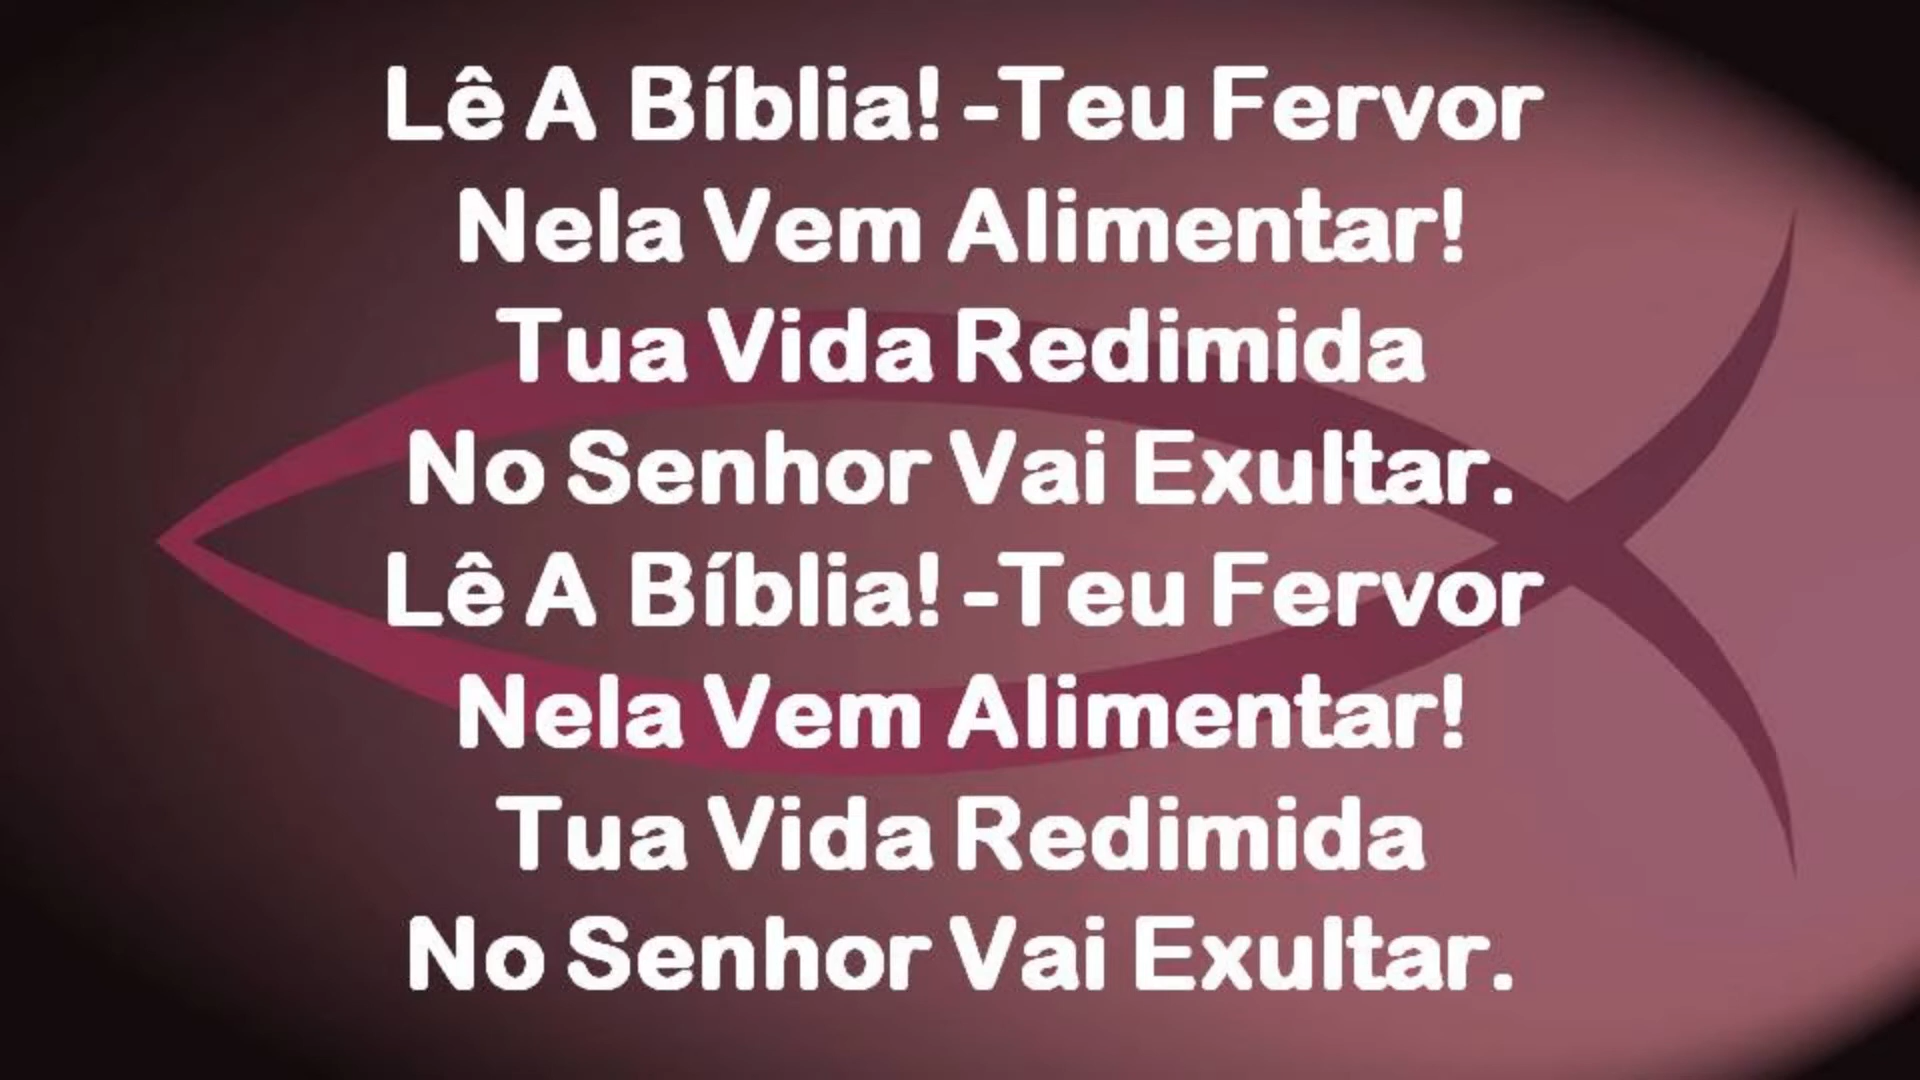 Lê A Bíblia! -Teu Fervor
Nela Vem Alimentar!
Tua Vida Redimida
No Senhor Vai Exultar.
Lê A Bíblia! -Teu Fervor
Nela Vem Alimentar!
Tua Vida Redimida
No Senhor Vai Exultar.